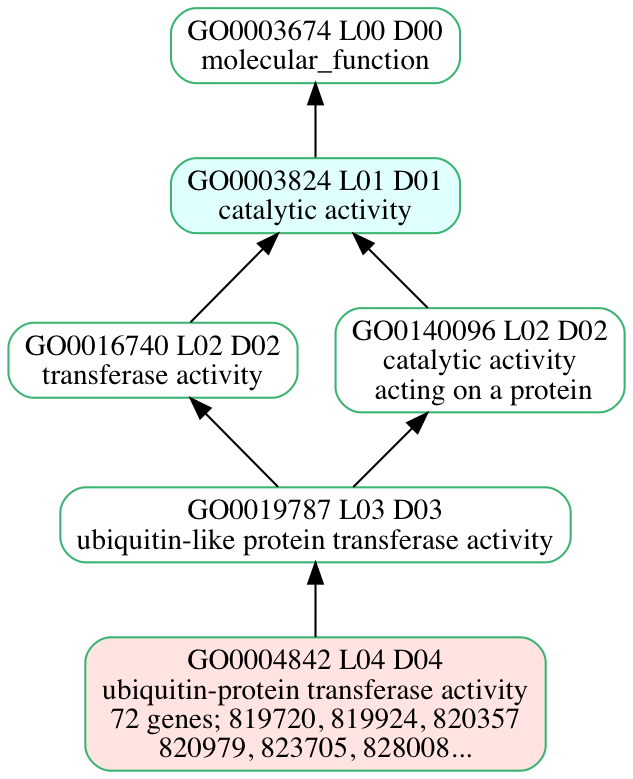 GO0003674 L00 D00
molecular_function
GO0003824 L01 D01
catalytic activity
GO0016740 L02 D02
transferase activity
GO0140096 L02 D02
catalytic activity
acting on a protein
GO0019787 L03 D03
ubiquitin-like protein transferase activity
GO0004842 L04 D04
ubiquitin-protein transferase activity
72 genes; 819720, 819924, 820357
820979, 823705, 828008...